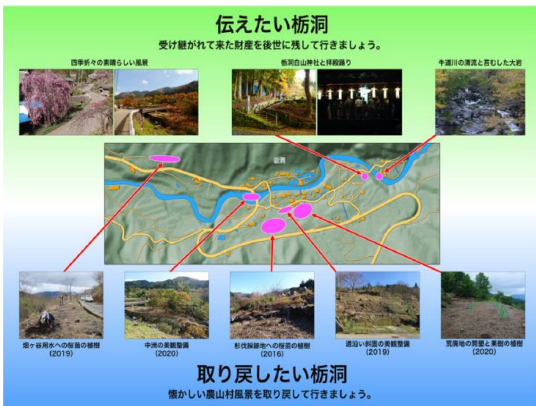 伝えたい栃洞
受け継がれて来た財産を後世に残して行きましょう。
四季折々の素晴らしい風景
栃洞白山神社と拝殿踊り
牛道川の清流と苔むした大岩
畑ヶ谷用水への桜苗の植樹
(2019)
中洲の美観整備
(2020)
杉伐採跡地への桜苗の植樹
(2016)
道沿い斜面の美観整備
(2019)
荒廃地の開墾と果樹の植樹
(2020)
取り戻したい栃洞
懐かしい農山村風景を取り戻して行きましょう。